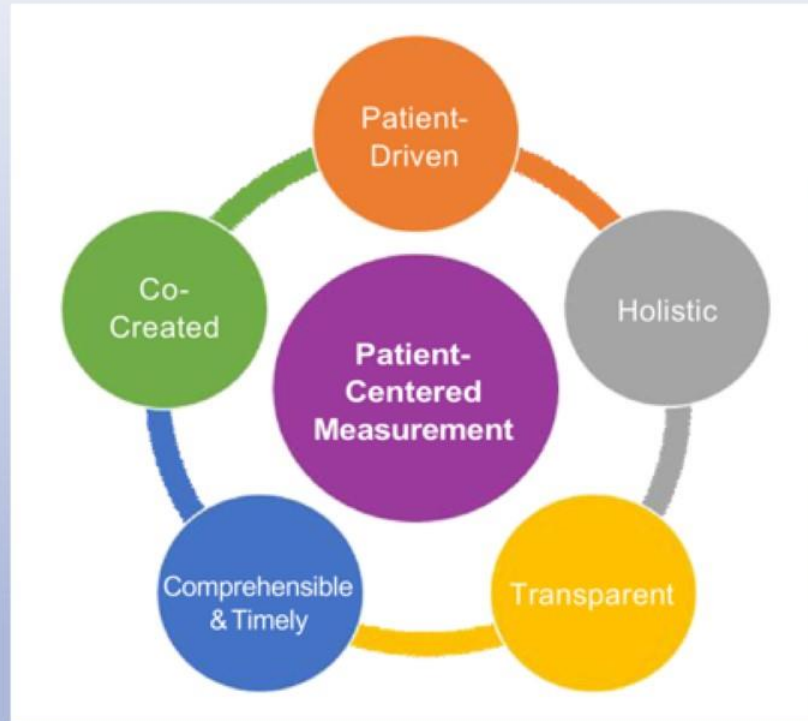 Patient-
Driven
Holistic
Transparent
Comprehensible
& Timely
Co-
Created
Patient-
Centered
Measurement